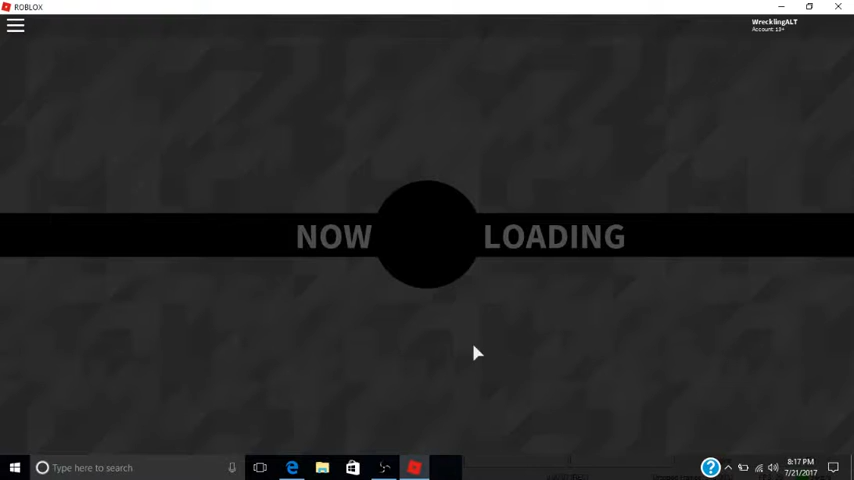 ROBLOX
WrecklingALT
Account: 13+
NOW LOADING
Type here to search
8:17 PM
7/21/2017